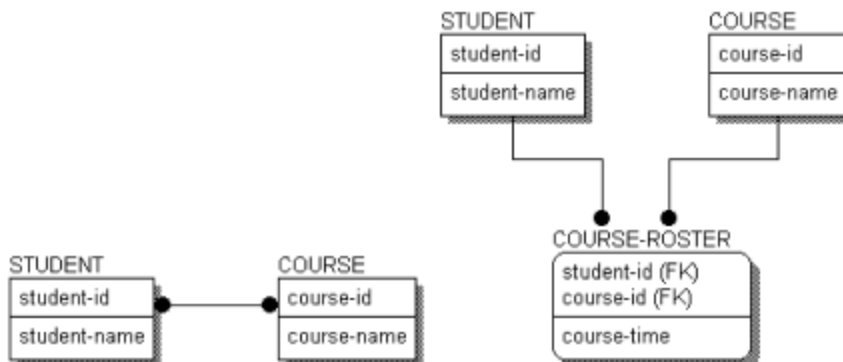 STUDENT
student-id
student-name
COURSE
course-id
course-name
STUDENT
student-id
student-name
COURSE
course-id
course-name
COURSE-ROSTER
student-id (FK)
course-id (FK)
course-time